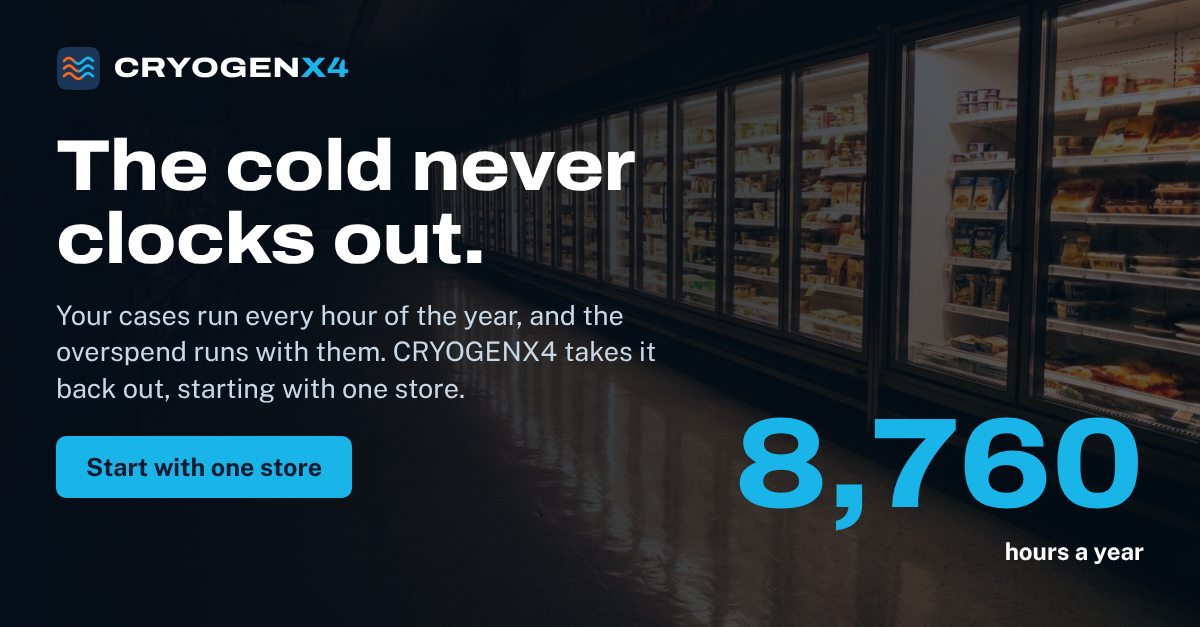 CRYOGENX4
The cold never
clocks out.
Your cases run every hour of the year, and the
overspend runs with them. CRYOGENX4 takes it
back out, starting with one store.
Start with one store
8,760
hours a year